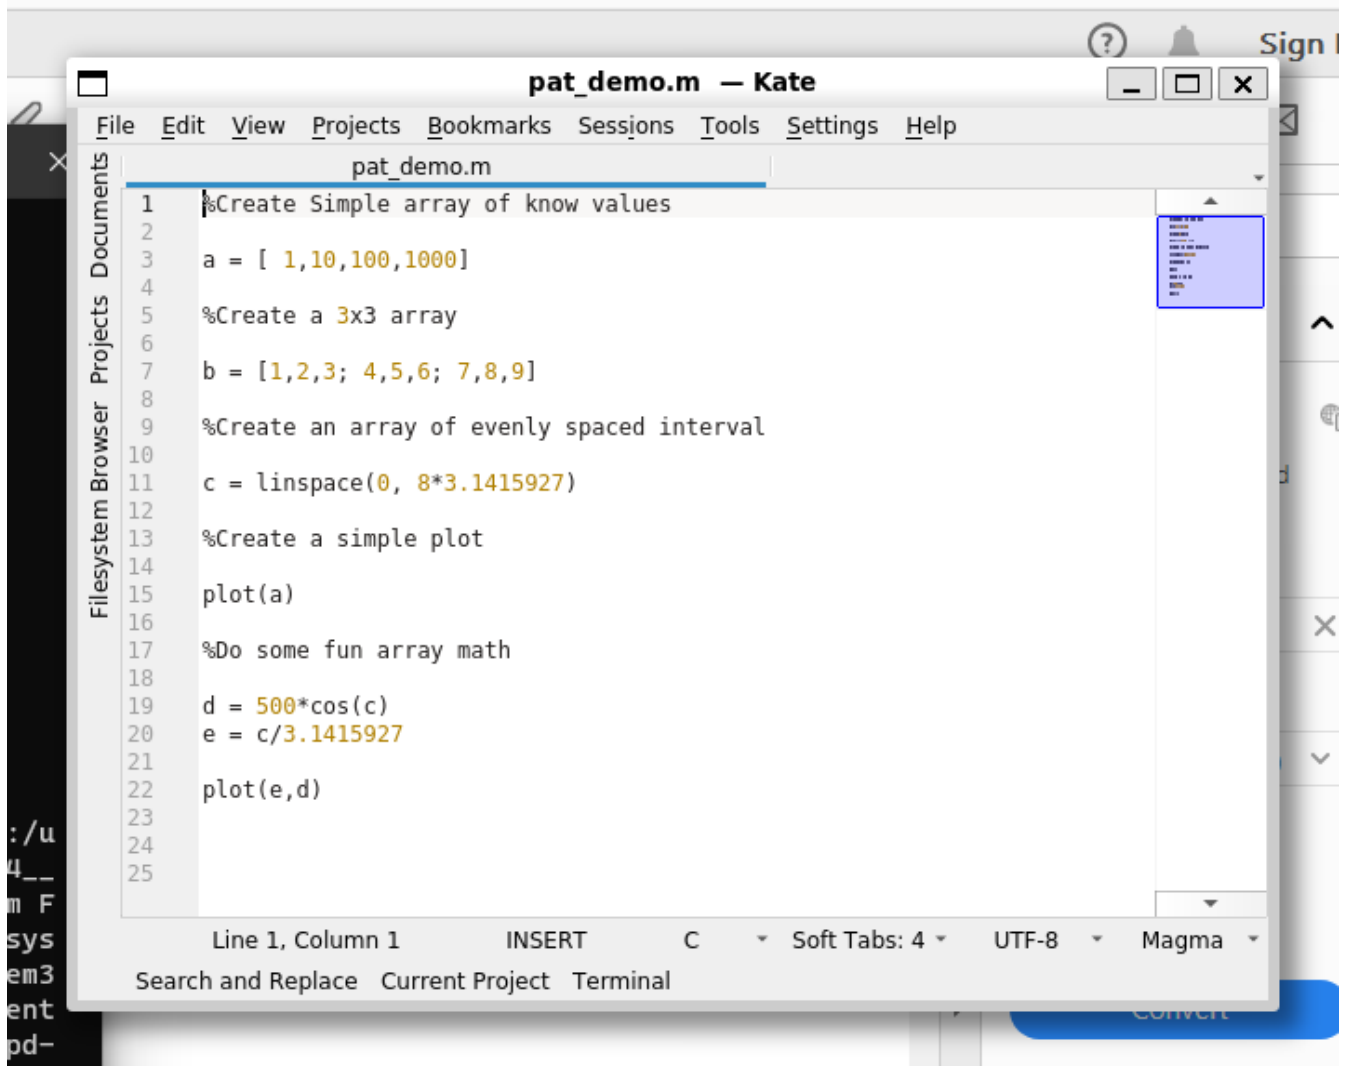 Sign
pat_demo.m — Kate
File Edit View Projects Bookmarks Sessions Tools Settings Help
pat_demo.m
Documents
Projects
Filesystem Browser
1 %Create Simple array of know values
2
3 a = [ 1,10,100,1000]
4
5 %Create a 3x3 array
6
7 b = [1,2,3; 4,5,6; 7,8,9]
8
9 %Create an array of evenly spaced interval
10
11 c = linspace(0, 8*3.1415927)
12
13 %Create a simple plot
14
15 plot(a)
16
17 %Do some fun array math
18
19 d = 500*cos(c)
20 e = c/3.1415927
21
22 plot(e,d)
23
24
25
:/u
4__
m F
sys
em3
ent
pd-
Line 1, Column 1 INSERT C Soft Tabs: 4 UTF-8 Magma
Search and Replace Current Project Terminal
Convert